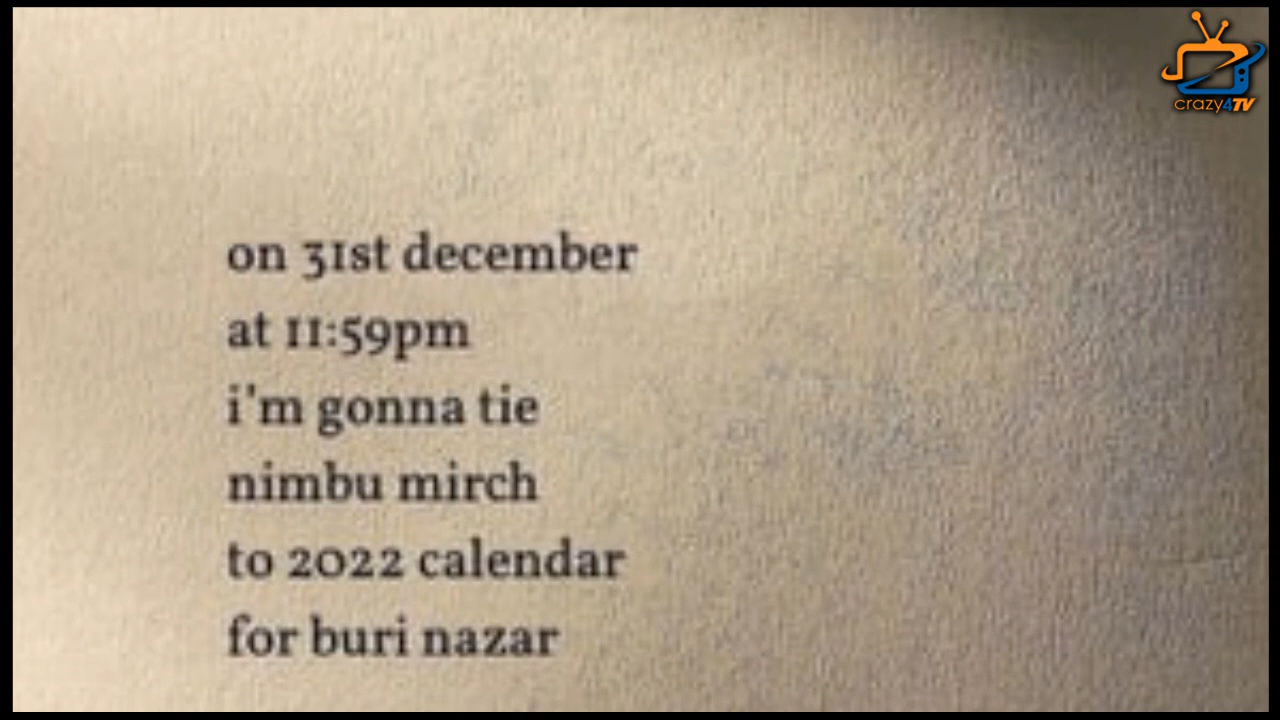 crazy4TV
on 31st december
at 11:59pm
i'm gonna tie
nimbu mirch
to 2022 calendar
for buri nazar